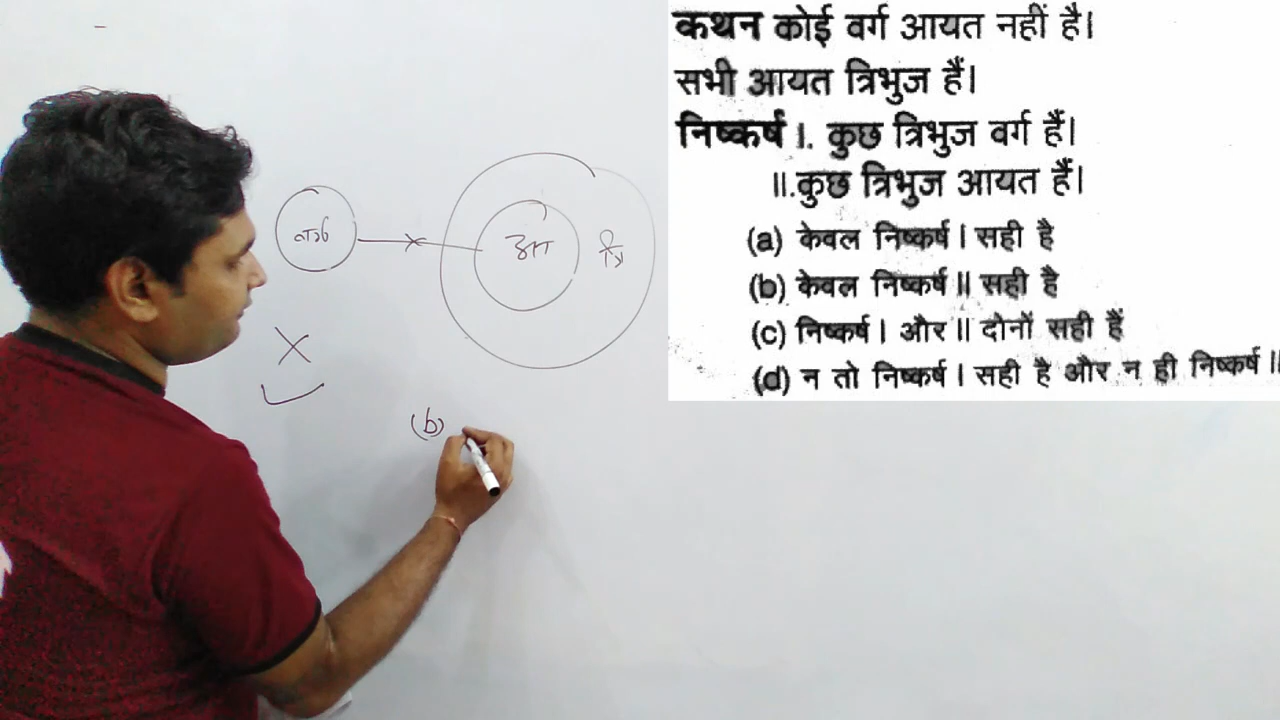 कथन कोई वर्ग आयत नहीं है।
सभी आयत त्रिभुज हैं।
निष्कर्ष I. कुछ त्रिभुज वर्ग हैं।
II.कुछ त्रिभुज आयत हैं।
(a) केवल निष्कर्ष I सही है
(b) केवल निष्कर्ष II सही है
(c) निष्कर्ष I और II दोनों सही हैं
(d) न तो निष्कर्ष I सही है और न ही निष्कर्ष II
वर्ग
आ
त्रि
(b)